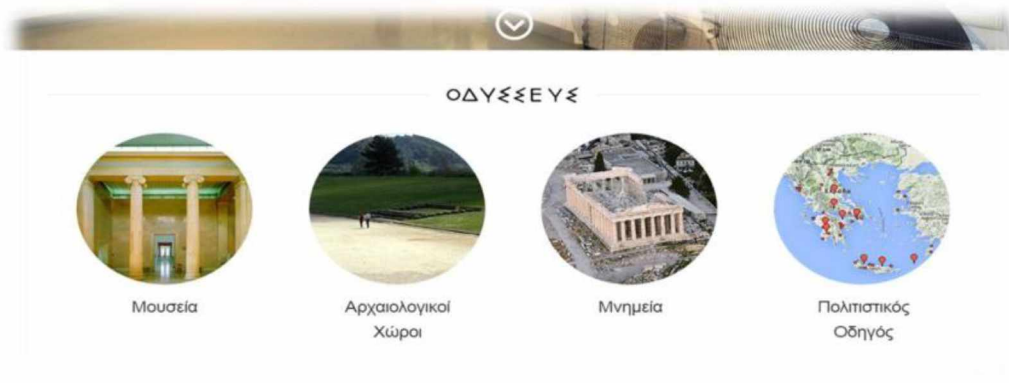 ΟΔΥΣΣΕΥΣ
Μουσεία
Αρχαιολογικοί
Χώροι
Μνημεία
Πολιτιστικός
Οδηγός